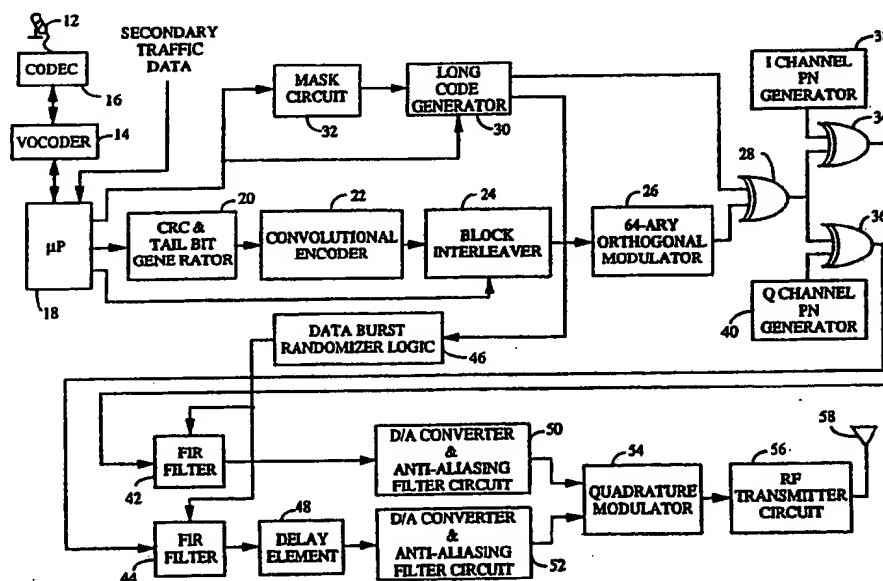 12
SECONDARY
TRAFFIC
DATA
CODEC
16
VOCODER
14
MASK
CIRCUIT
32
LONG
CODE
GENERATOR
30
I CHANNEL
PN
GENERATOR
28
μP
18
20
CRC &
TAIL BIT
GENERATOR
22
CONVOLUTIONAL
ENCODER
24
BLOCK
INTERLEAVER
26
64-ARY
ORTHOGONAL
MODULATOR
36
Q CHANNEL
PN
GENERATOR
40
DATA BURST
RANDOMIZER LOGIC
46
FIR
FILTER
42
D/A CONVERTER
&
ANTI-ALIASING
FILTER CIRCUIT
50
54
QUADRATURE
MODULATOR
56
RF
TRANSMITTER
CIRCUIT
58
FIR
FILTER
44
48
DELAY
ELEMENT
D/A CONVERTER
&
ANTI-ALIASING
FILTER CIRCUIT
52